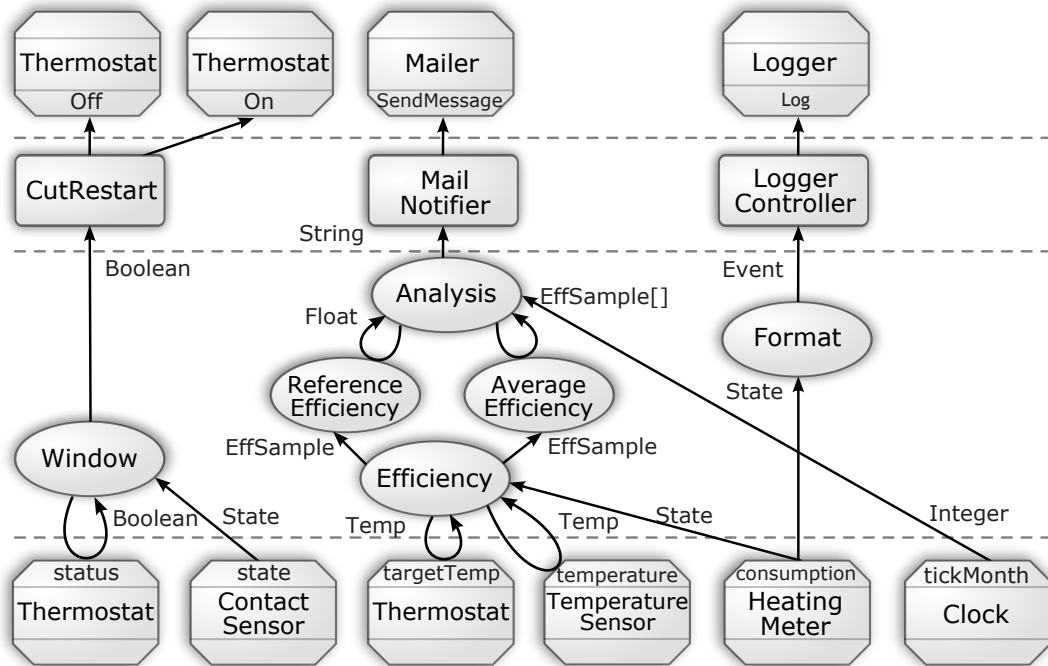 Thermostat
Off
Thermostat
On
Mailer
SendMessage
Logger
Log
CutRestart
Mail
Notifier
Logger
Controller
String
Boolean
Event
Analysis
EffSample[]
Float
Format
Reference
Efficiency
Average
Efficiency
State
EffSample
EffSample
Window
Efficiency
Boolean
State
Temp
Temp
State
Integer
status
Thermostat
state
Contact
Sensor
targetTemp
Thermostat
temperature
Temperature
Sensor
consumption
Heating
Meter
tickMonth
Clock